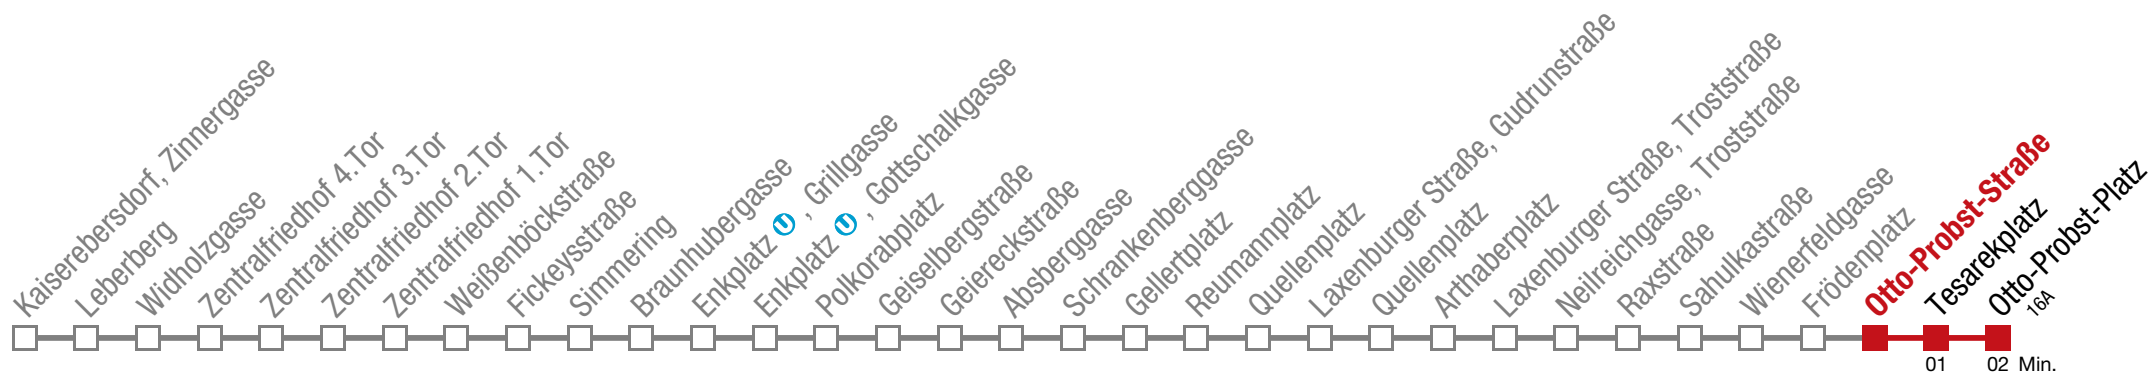 Kaiserebersdorf, Zinnergasse
Leberberg
Widholzgasse
Zentralfriedhof 4.Tor
Zentralfriedhof 3.Tor
Zentralfriedhof 2.Tor
Zentralfriedhof 1.Tor
Weißenböckstraße
Fickeysstraße
Simmering
Braunhubergasse
Enkplatz U, Grillgasse
Enkplatz U, Gottschalkgasse
Polkorabplatz
Geiselbergstraße
Geiereckstraße
Absberggasse
Schrankenberggasse
Gellertplatz
Reumannplatz
Quellenplatz
Laxenburger Straße, Gudrunstraße
Quellenplatz
Arthaberplatz
Laxenburger Straße, Troststraße
Neilreichgasse, Troststraße
Raxstraße
Sahulkastraße
Wienerfeldgasse
Frödenplatz
Otto-Probst-Straße
Tesarekplatz
Otto-Probst-Platz
16A
01 02 Min.